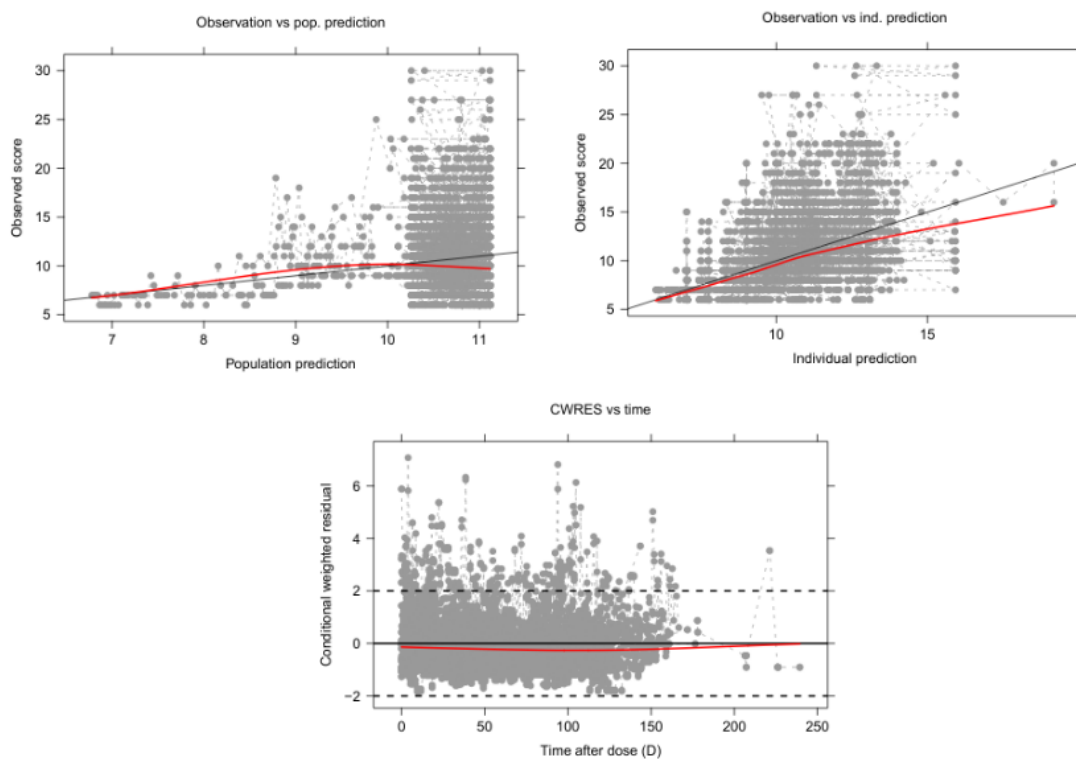 Observation vs pop. prediction
30
25
20
15
10
5
Observed score
7 8 9 10 11
Population prediction
Observation vs ind. prediction
30
25
20
15
10
5
Observed score
10 15
Individual prediction
CWRES vs time
6
4
2
0
−2
Conditional weighted residual
0 50 100 150 200 250
Time after dose (D)